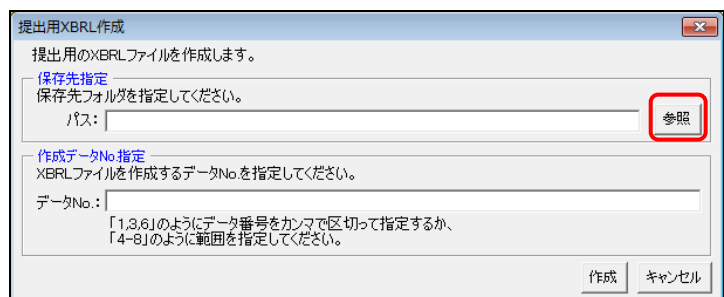 提出用XBRL作成
提出用のXBRLファイルを作成します。
保存先指定
保存先フォルダを指定してください。
パス:
参照
作成データNo.指定
XBRLファイルを作成するデータNo.を指定してください。
データNo.:
「1,3,6」のようにデータ番号をカンマで区切って指定するか、
「4-8」のように範囲を指定してください。
作成 キャンセル